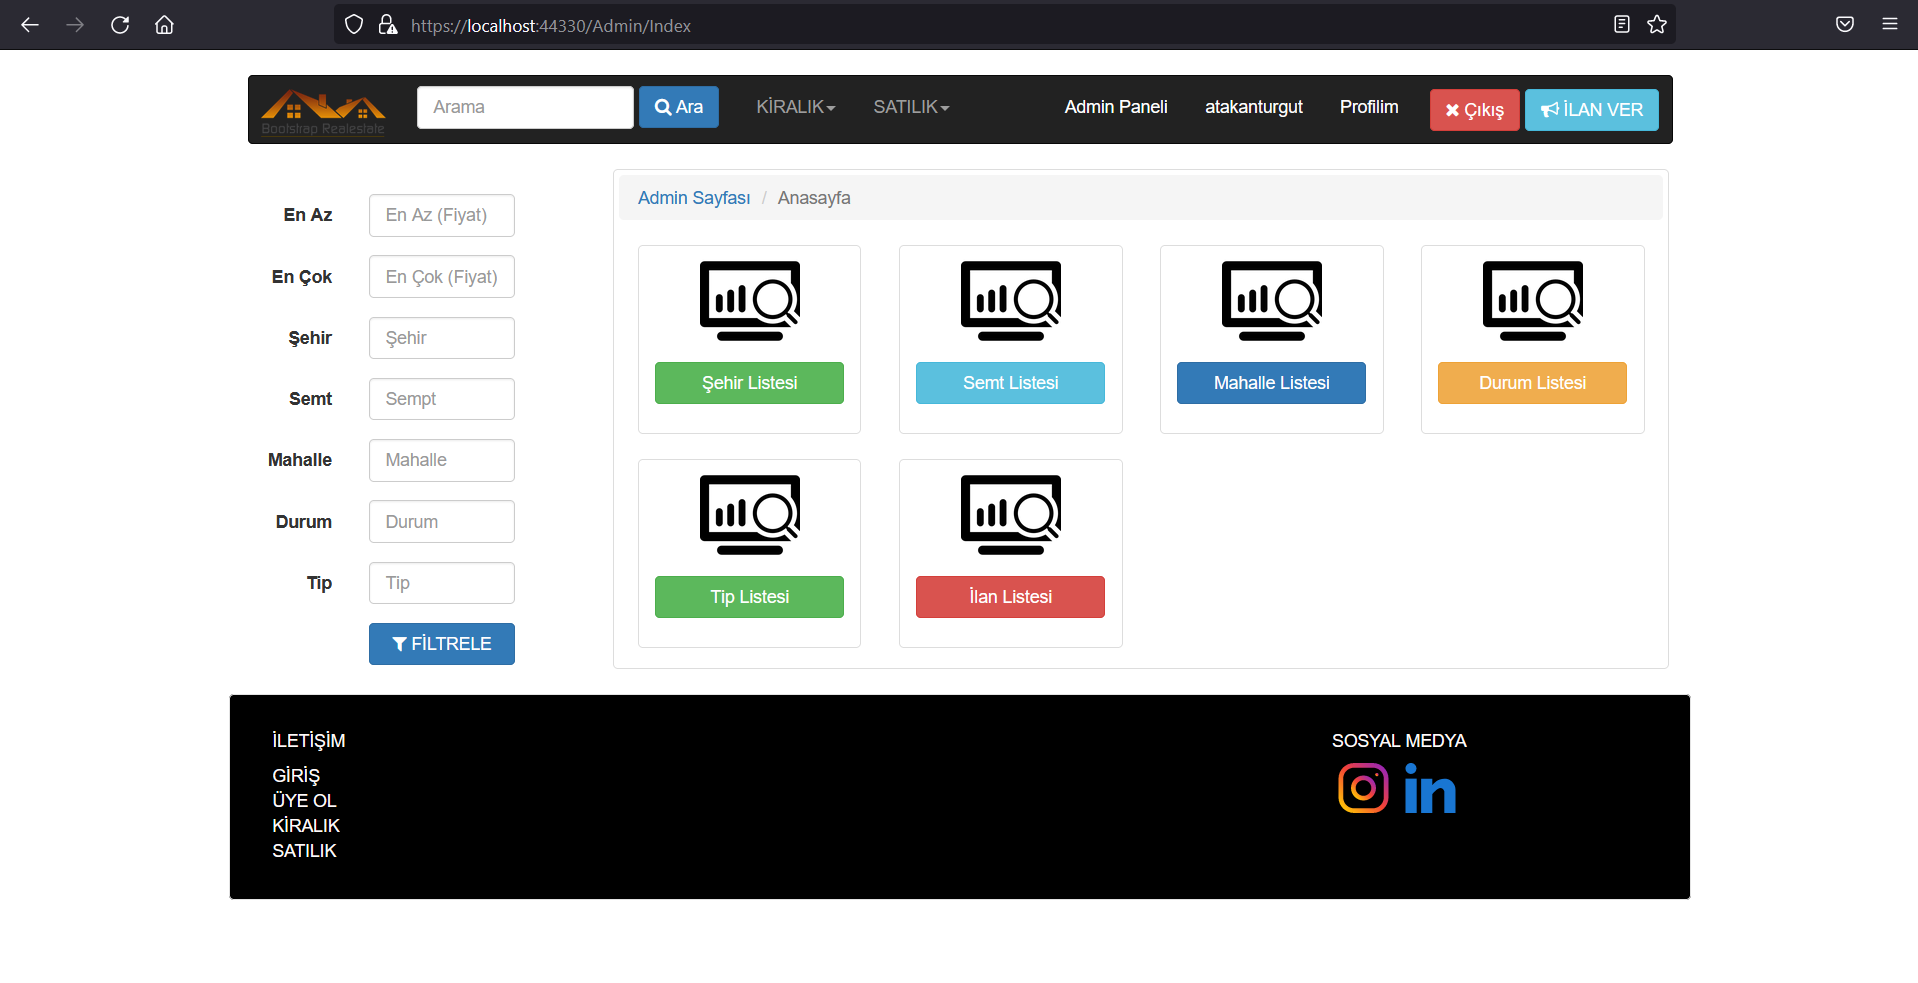 https://localhost:44330/Admin/Index
Bootstrap Realestate
Arama
Ara
KİRALIK
SATILIK
Admin Paneli
atakanturgut
Profilim
Çıkış
İLAN VER
En Az
En Az (Fiyat)
En Çok
En Çok (Fiyat)
Şehir
Şehir
Semt
Sempt
Mahalle
Mahalle
Durum
Durum
Tip
Tip
FİLTRELE
Admin Sayfası / Anasayfa
Şehir Listesi
Semt Listesi
Mahalle Listesi
Durum Listesi
Tip Listesi
İlan Listesi
İLETİŞİM
GİRİŞ
ÜYE OL
KİRALIK
SATILIK
SOSYAL MEDYA
in